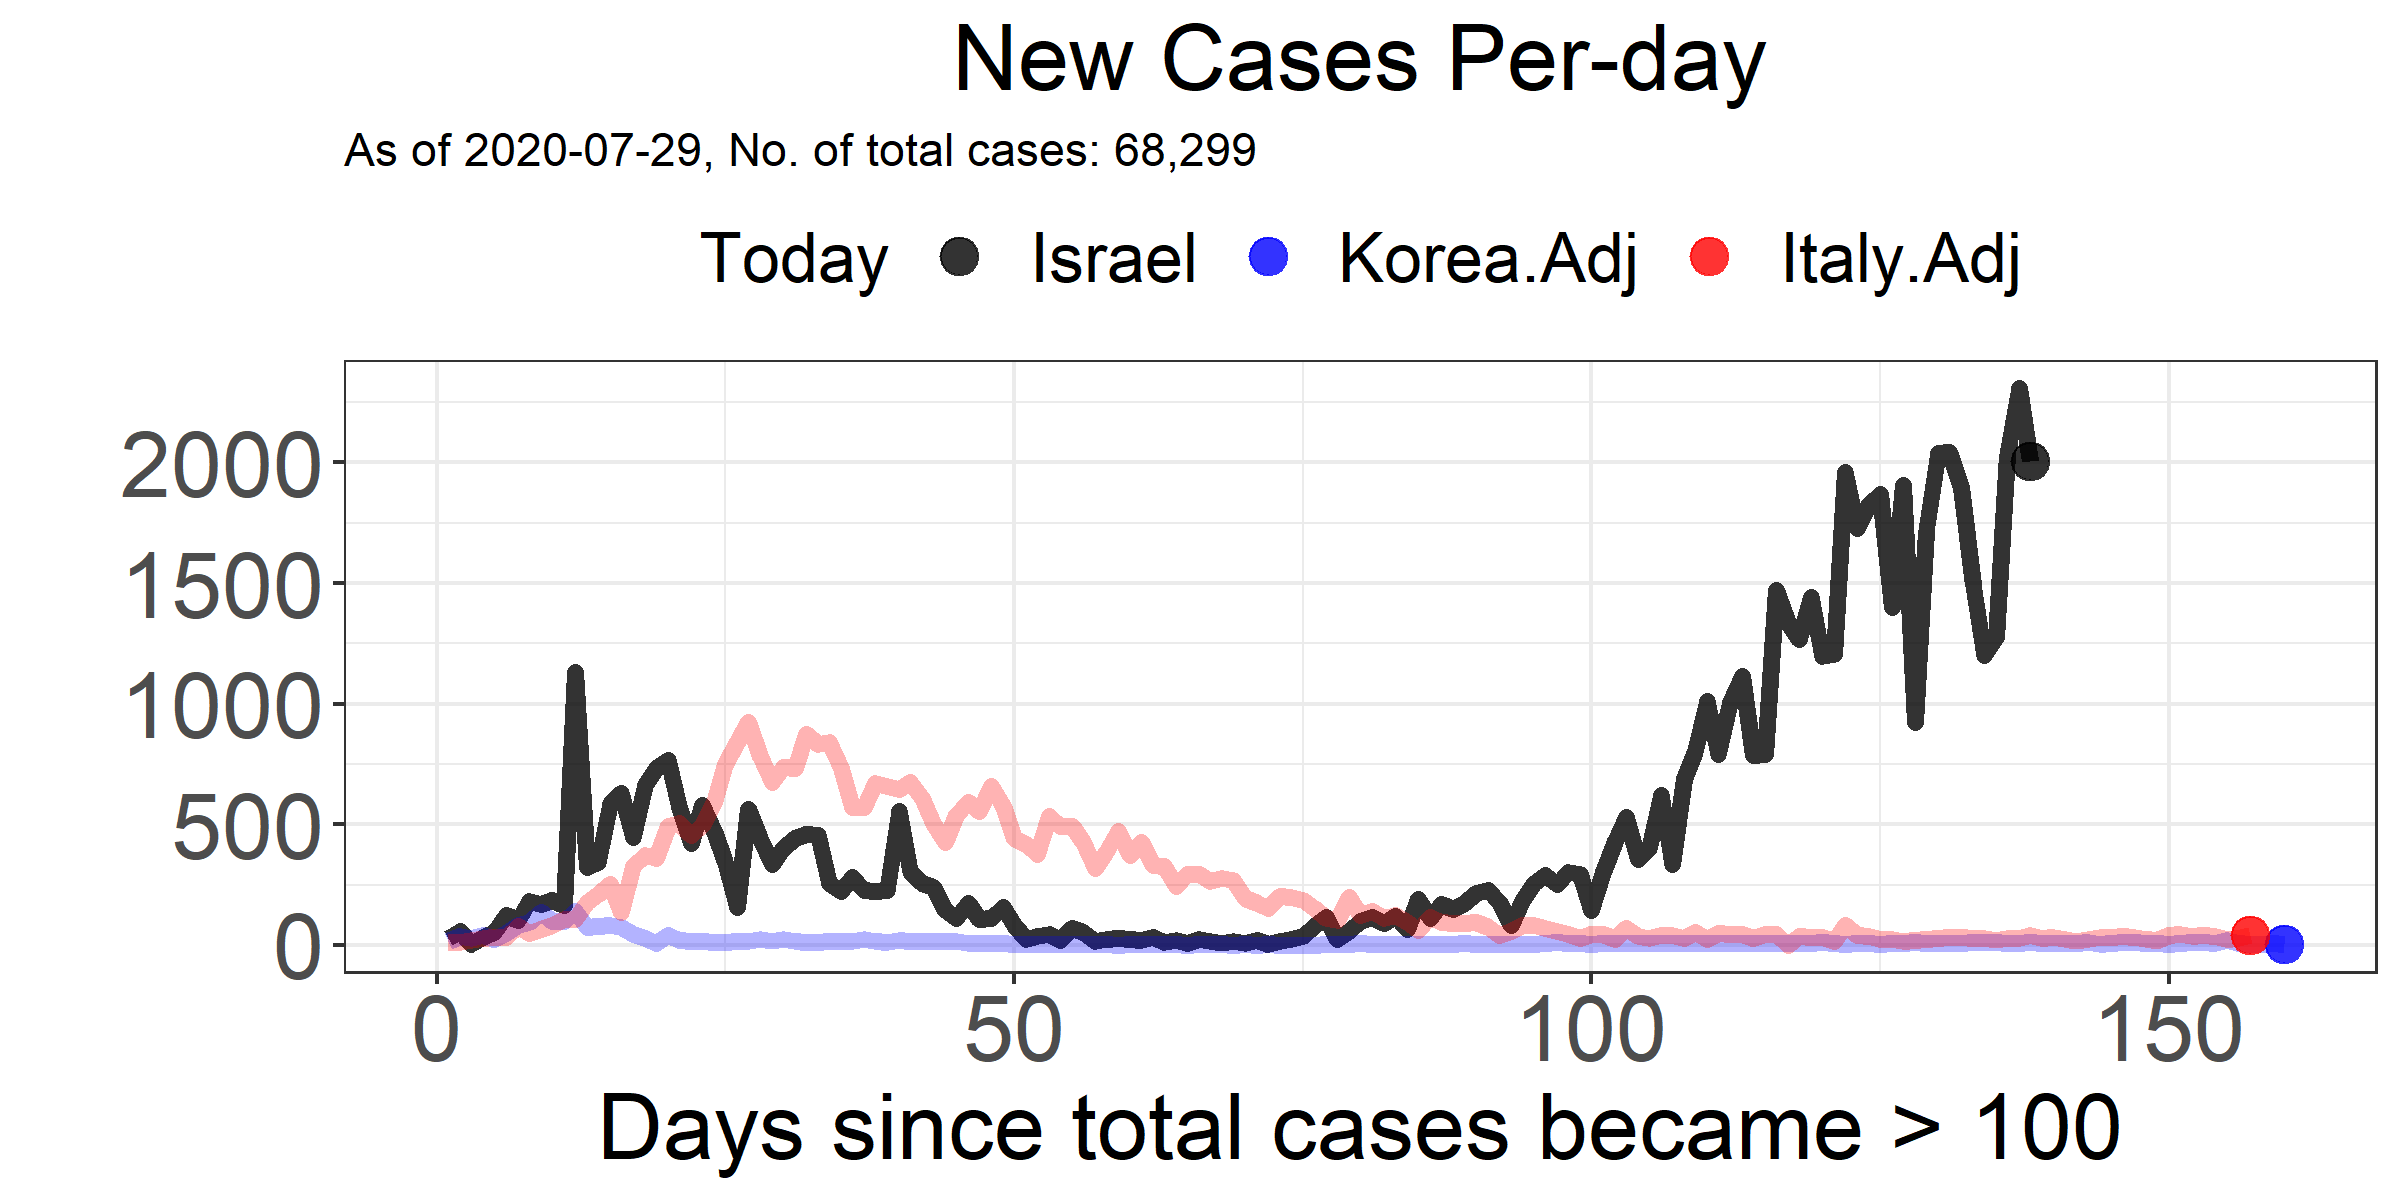 New Cases Per-day
As of 2020-07-29, No. of total cases: 68,299
Today Israel Korea.Adj Italy.Adj
2000
1500
1000
500
0
0 50 100 150
Days since total cases became > 100